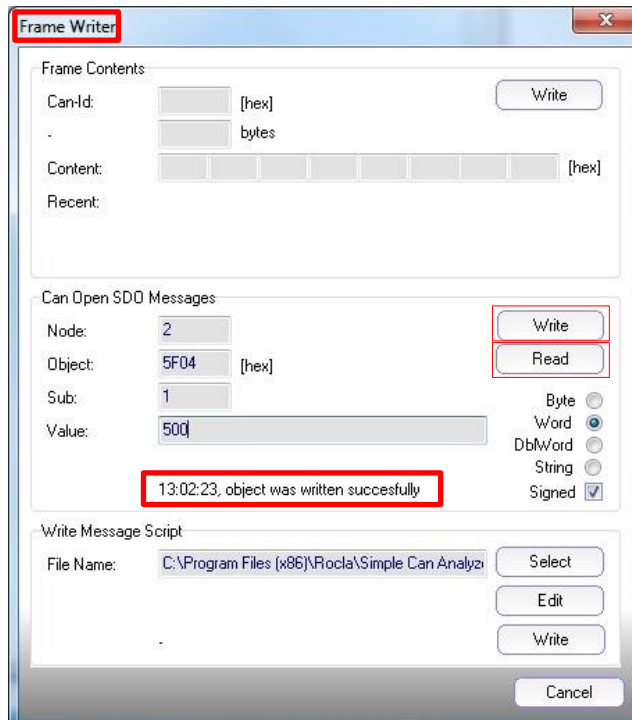 Frame Writer
Frame Contents
Can-Id: [hex] Write
- bytes
Content: [hex]
Recent:
Can Open SDO Messages
Node: 2 Write
Object: 5F04 [hex] Read
Sub: 1 Byte
Value: 500 Word
DblWord
String
13:02:23, object was written succesfully Signed
Write Message Script
File Name: C:\Program Files (x86)\Rocla\Simple Can Analyz Select
Edit
- Write
Cancel